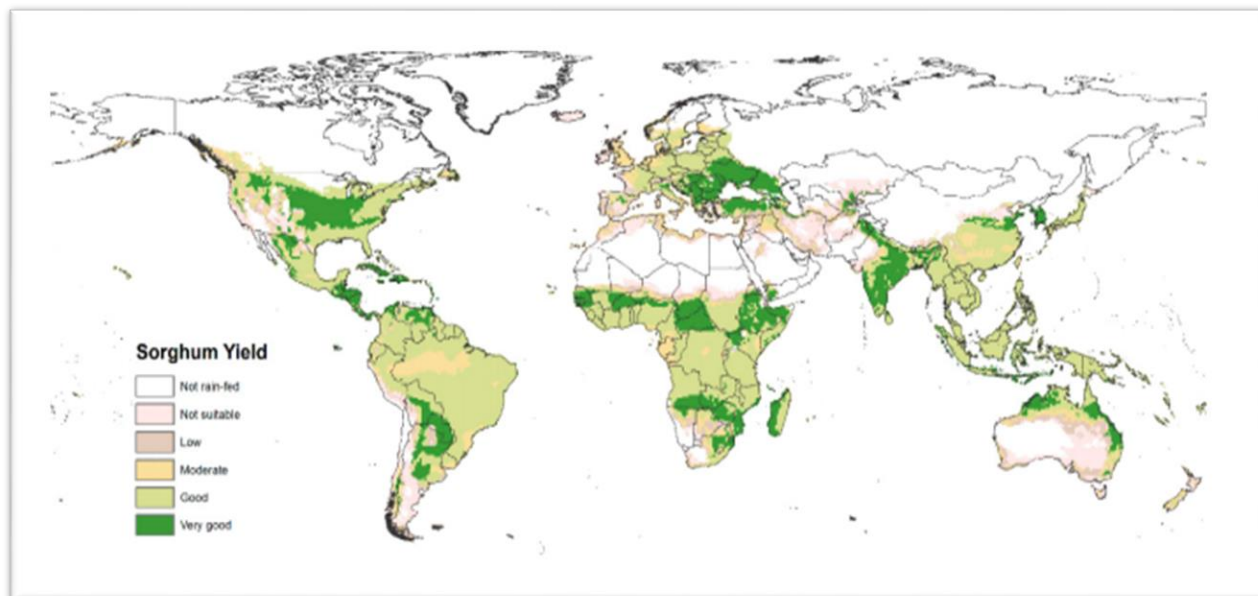 Sorghum Yield
Not rain-fed
Not suitable
Low
Moderate
Good
Very good